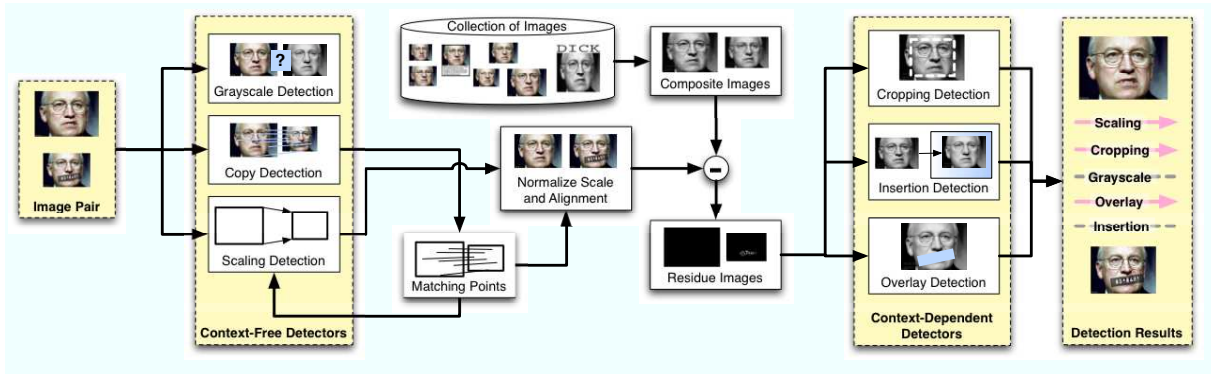 Image Pair
?
Grayscale Detection
Copy Dectection
Scaling Detection
Context-Free Detectors
Collection of Images
DICK
Composite Images
Normalize Scale
and Alignment
-
Matching Points
Residue Images
Cropping Detection
Insertion Detection
Overlay Detection
Context-Dependent
Detectors
Scaling
Cropping
Grayscale
Overlay
Insertion
Detection Results